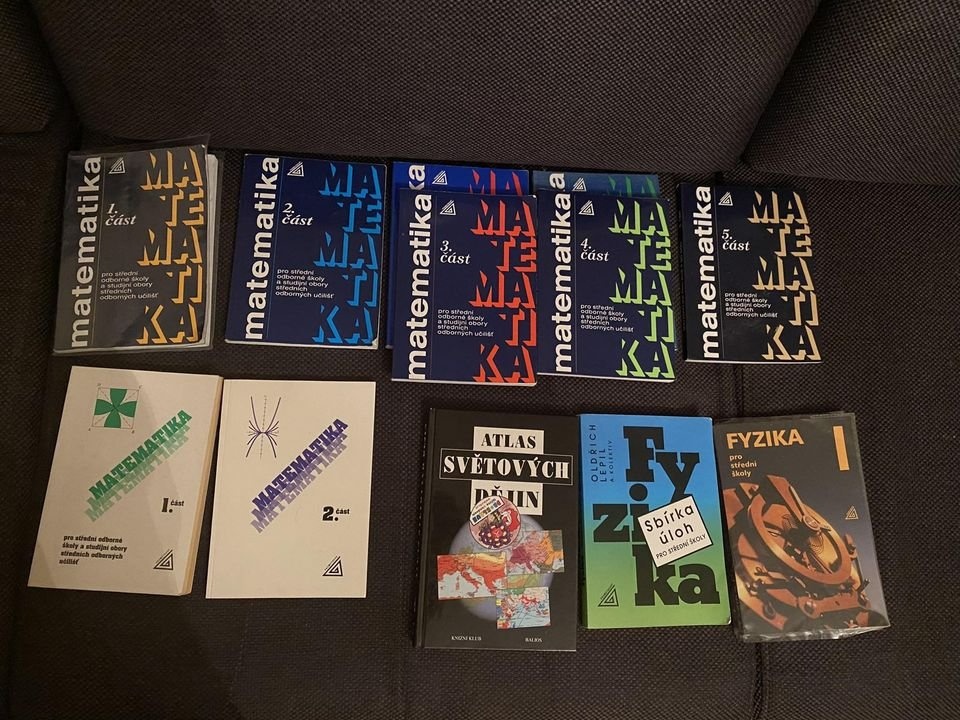 matematika
1.
část
MA
TE
MA
TI
KA
pro střední
odborné školy
a studijní obory
středních
odborných učilišť
matematika
2.
část
MA
TE
MA
TI
KA
pro střední
odborné školy
a studijní obory
středních
odborných učilišť
matematika
3.
část
MA
TE
MA
TI
KA
pro střední
odborné školy
a studijní obory
středních
odborných učilišť
matematika
4.
část
MA
TE
MA
TI
KA
pro střední
odborné školy
a studijní obory
středních
odborných učilišť
matematika
5.
část
MA
TE
MA
TI
KA
pro střední
odborné školy
a studijní obory
středních
odborných učilišť
MATEMATIKA
MATEMATIKA
1. část
pro střední odborné
školy a studijní obory
středních odborných
učilišť
MATEMATIKA
MATEMATIKA
2. část
ATLAS
SVĚTOVÝCH
DĚJIN
KNIŽNÍ KLUB
BALIOS
OLDŘICH
LEPIL
A KOLEKTIV
Fy
zi
ka
Sbírka
úloh
PRO STŘEDNÍ ŠKOLY
FYZIKA
pro
střední
školy
I